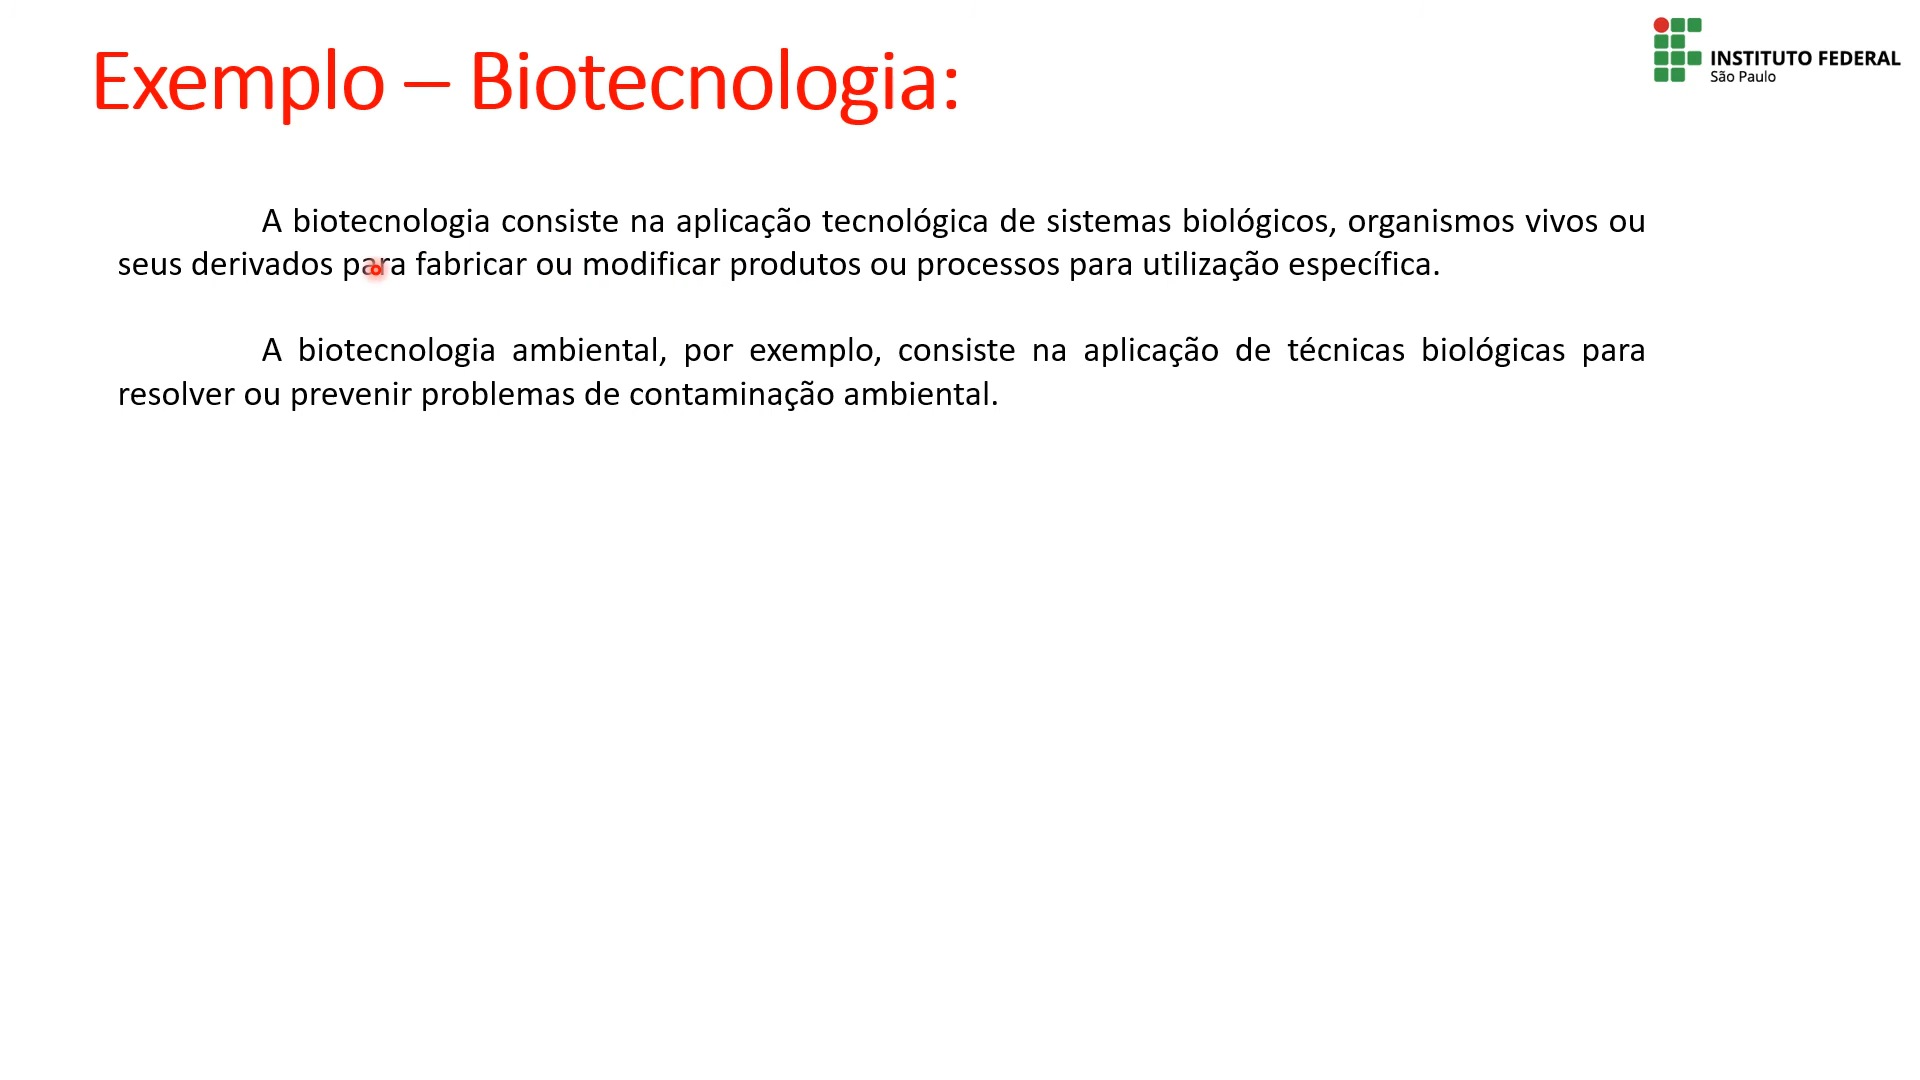 Exemplo – Biotecnologia:
INSTITUTO FEDERAL
São Paulo
A biotecnologia consiste na aplicação tecnológica de sistemas biológicos, organismos vivos ou
seus derivados para fabricar ou modificar produtos ou processos para utilização específica.
A biotecnologia ambiental, por exemplo, consiste na aplicação de técnicas biológicas para
resolver ou prevenir problemas de contaminação ambiental.